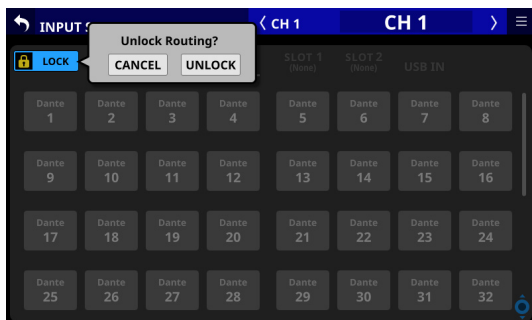 INPUT S
CH 1
CH 1
Unlock Routing?
CANCEL
UNLOCK
LOCK
SLOT 1
(None)
SLOT 2
(None)
USB IN
Dante
1
Dante
2
Dante
3
Dante
4
Dante
5
Dante
6
Dante
7
Dante
8
Dante
9
Dante
10
Dante
11
Dante
12
Dante
13
Dante
14
Dante
15
Dante
16
Dante
17
Dante
18
Dante
19
Dante
20
Dante
21
Dante
22
Dante
23
Dante
24
Dante
25
Dante
26
Dante
27
Dante
28
Dante
29
Dante
30
Dante
31
Dante
32